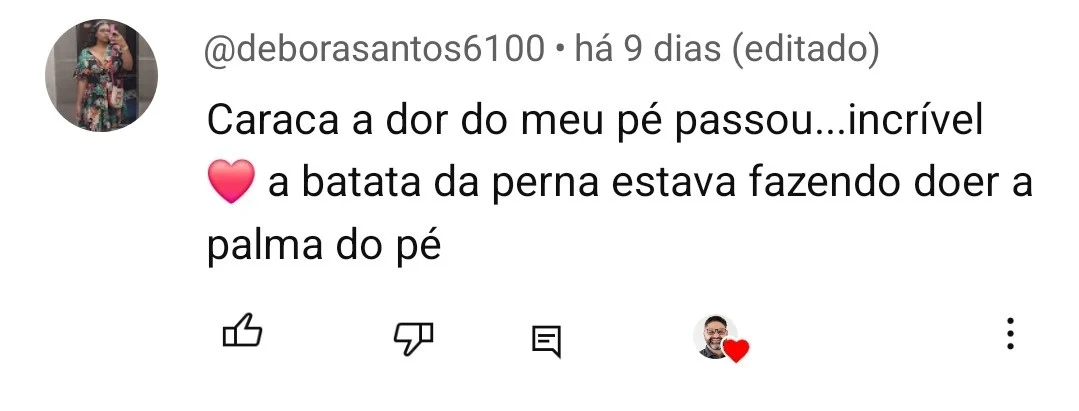 @deborasantos6100 • há 9 dias (editado)
Caraca a dor do meu pé passou...incrível
❤️ a batata da perna estava fazendo doer a
palma do pé